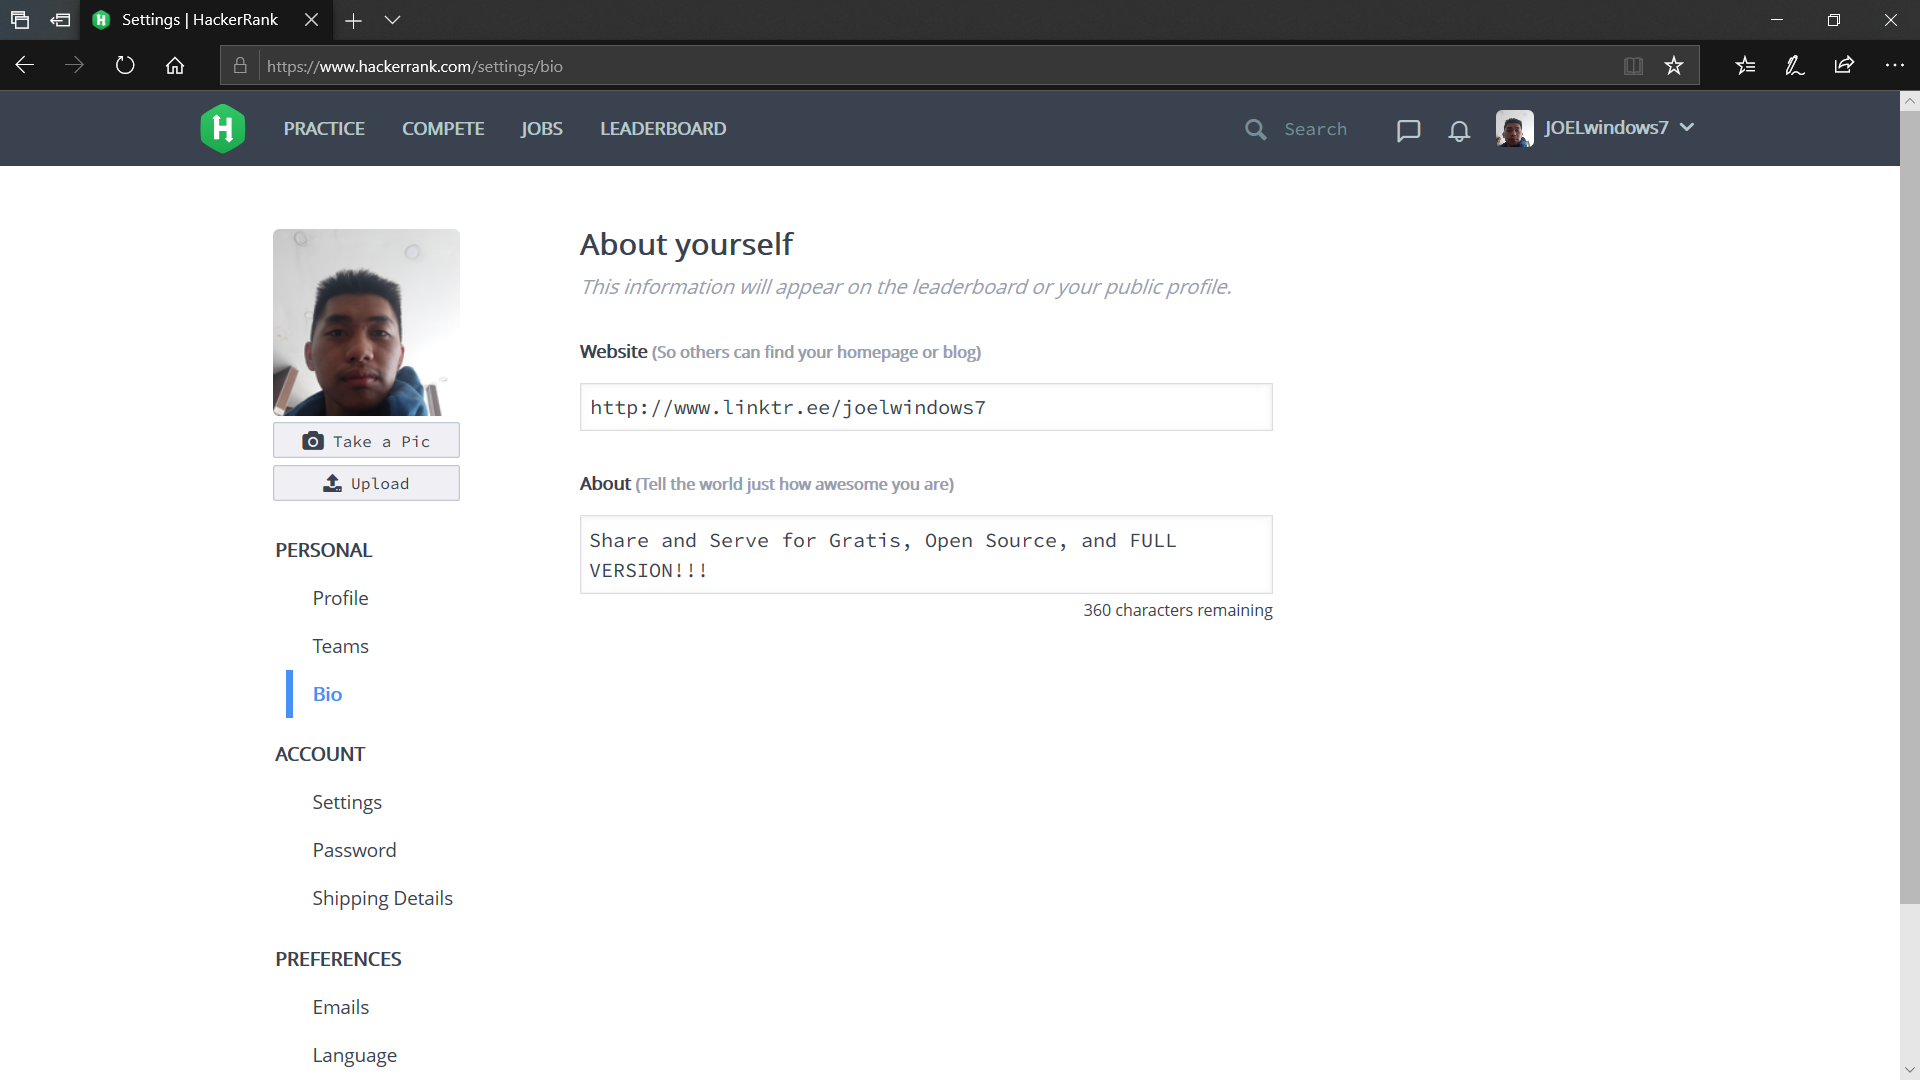 Settings | HackerRank
https://www.hackerrank.com/settings/bio
H
PRACTICE COMPETE JOBS LEADERBOARD Search JOELwindows7
About yourself
This information will appear on the leaderboard or your public profile.
Website (So others can find your homepage or blog)
http://www.linktr.ee/joelwindows7
About (Tell the world just how awesome you are)
Share and Serve for Gratis, Open Source, and FULL
VERSION!!!
360 characters remaining
Take a Pic
Upload
PERSONAL
Profile
Teams
Bio
ACCOUNT
Settings
Password
Shipping Details
PREFERENCES
Emails
Language